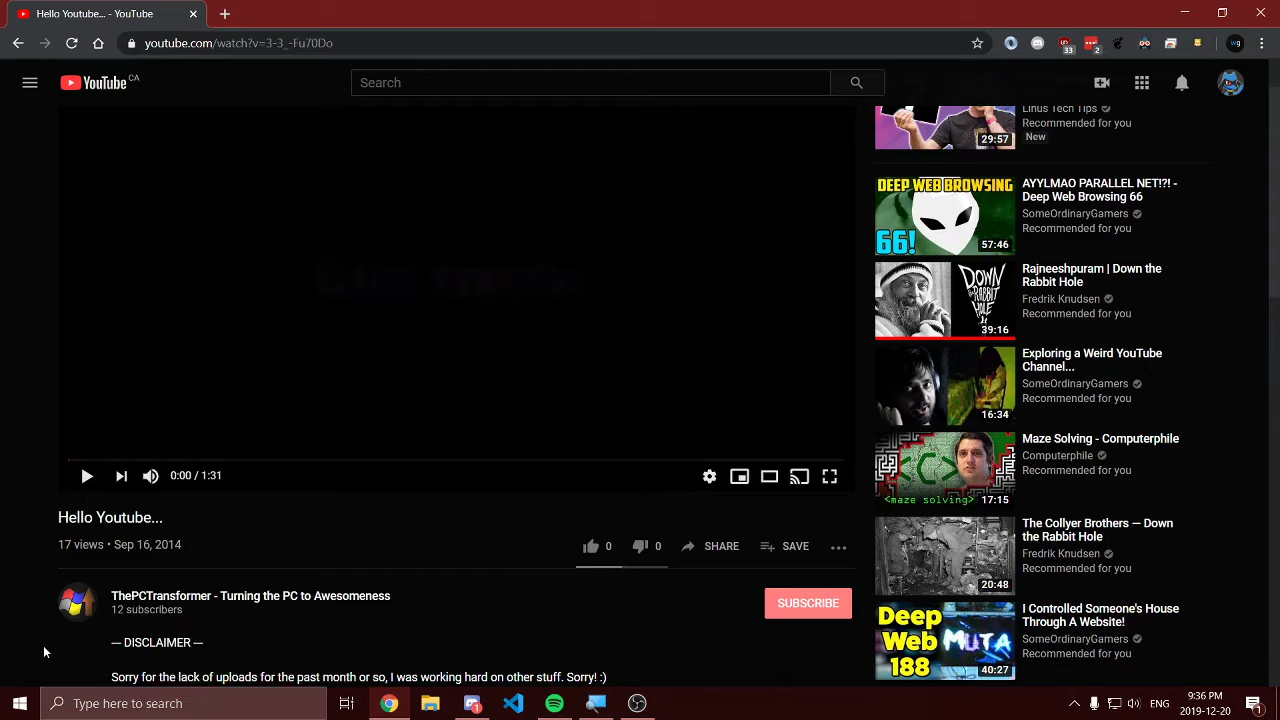 Hello Youtube... - YouTube
youtube.com/watch?v=3-3_-Fu70Do
33
2
wg
YouTube CA
Search
29:57
Linus Tech Tips
Recommended for you
New
DEEP WEB BROWSING
66!
57:46
AYYLMAO PARALLEL NET!?! -
Deep Web Browsing 66
SomeOrdinaryGamers
Recommended for you
DOWN
THE RABBIT
HOLE
39:16
Rajneeshpuram | Down the
Rabbit Hole
Fredrik Knudsen
Recommended for you
16:34
Exploring a Weird YouTube
Channel...
SomeOrdinaryGamers
Recommended for you
<C>
<maze solving>
17:15
Maze Solving - Computerphile
Computerphile
Recommended for you
20:48
The Collyer Brothers — Down
the Rabbit Hole
Fredrik Knudsen
Recommended for you
Deep
Web
188
MUTA
40:27
I Controlled Someone's House
Through A Website!
SomeOrdinaryGamers
Recommended for you
0:00 / 1:31
Hello Youtube...
17 views • Sep 16, 2014
0
0
SHARE
SAVE
ThePCTransformer - Turning the PC to Awesomeness
12 subscribers
SUBSCRIBE
--- DISCLAIMER ---
Sorry for the lack of uploads for the past month or so, I was working hard on other stuff. Sorry! :)
Type here to search
1
ENG
9:36 PM
2019-12-20
1